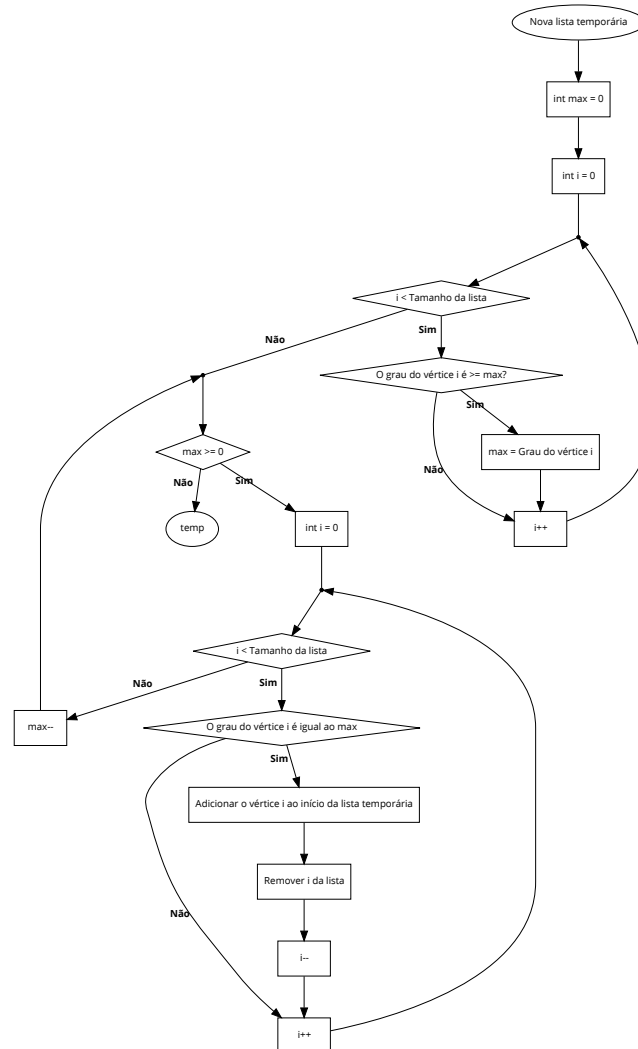 Nova lista temporária
int max = 0
int i = 0
i < Tamanho da lista
Não
Sim
O grau do vértice i é >= max?
Sim
max = Grau do vértice i
Não
i++
max >= 0
Não
Sim
temp
int i = 0
i < Tamanho da lista
Não
Sim
max--
O grau do vértice i é igual ao max
Sim
Adicionar o vértice i ao início da lista temporária
Remover i da lista
Não
i--
i++